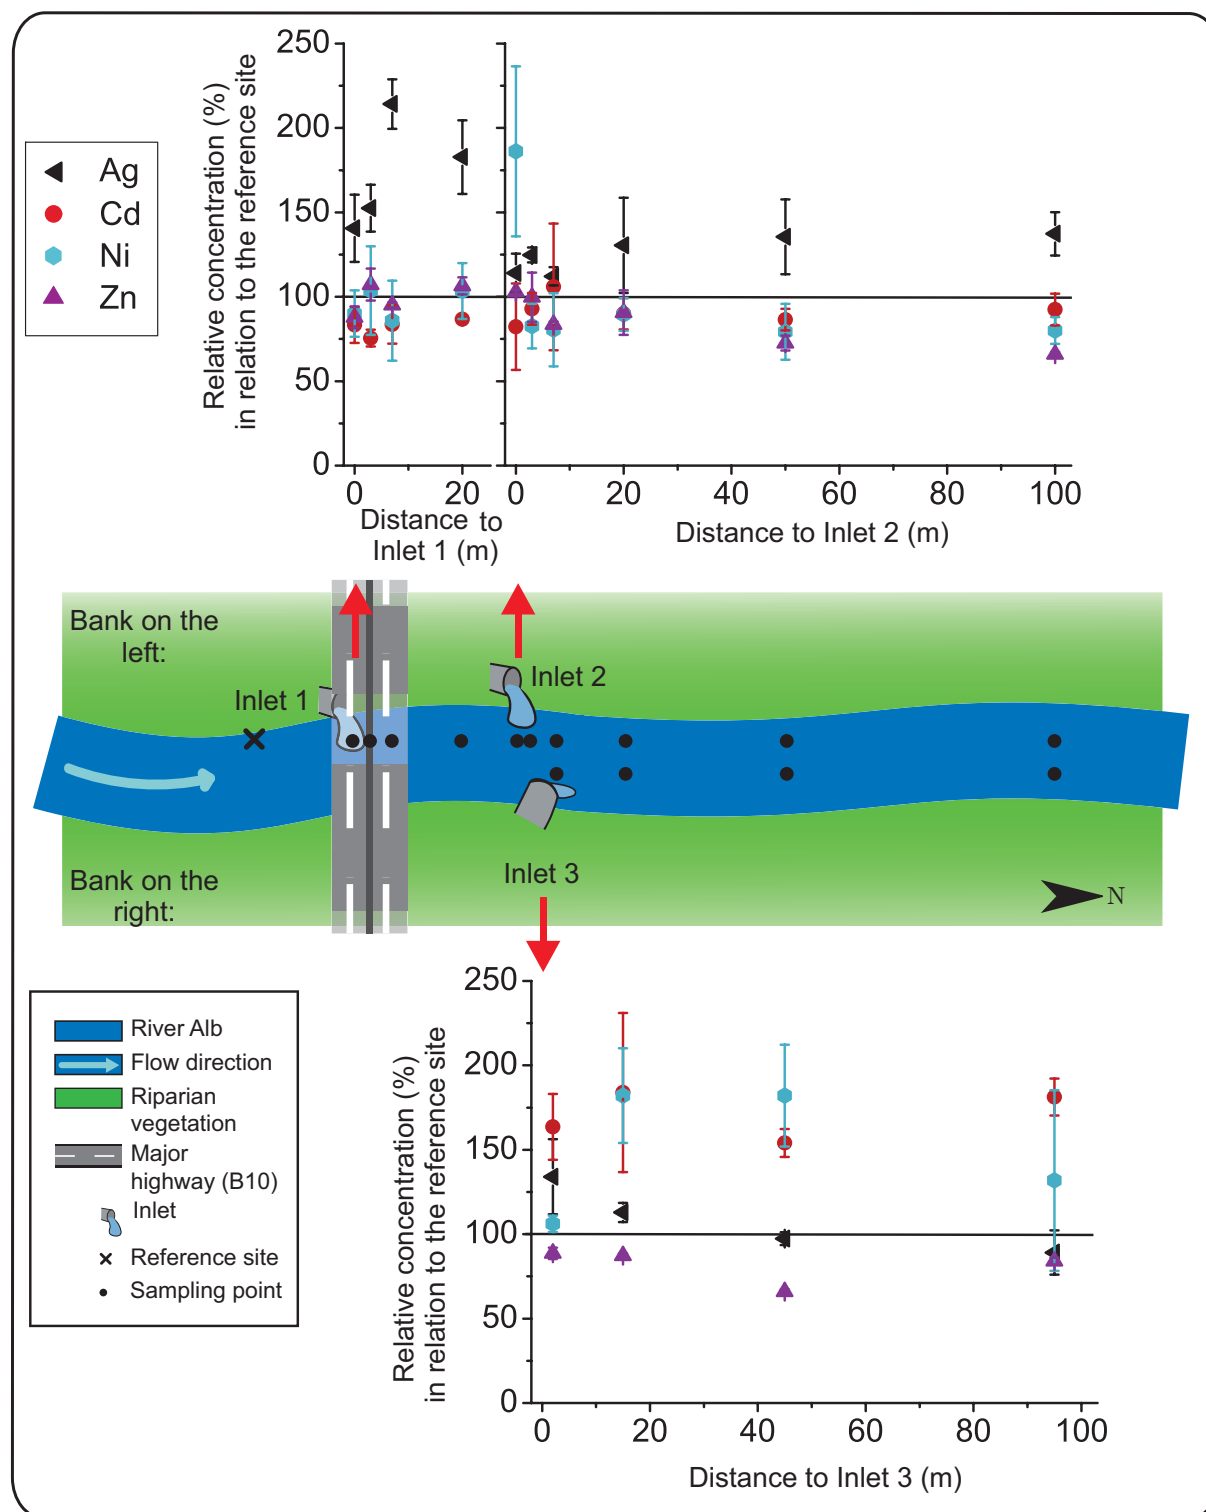 Relative concentration (%)
in relation to the reference site
250
200
150
100
50
0
Ag
Cd
Ni
Zn
0 20 0 20 40 60 80 100
Distance to
Inlet 1 (m)
Distance to Inlet 2 (m)
Bank on the
left:
Inlet 1
Inlet 2
Inlet 3
Bank on the
right:
N
River Alb
Flow direction
Riparian
vegetation
Major
highway (B10)
Inlet
Reference site
Sampling point
Relative concentration (%)
in relation to the reference site
250
200
150
100
50
0
0 20 40 60 80 100
Distance to Inlet 3 (m)